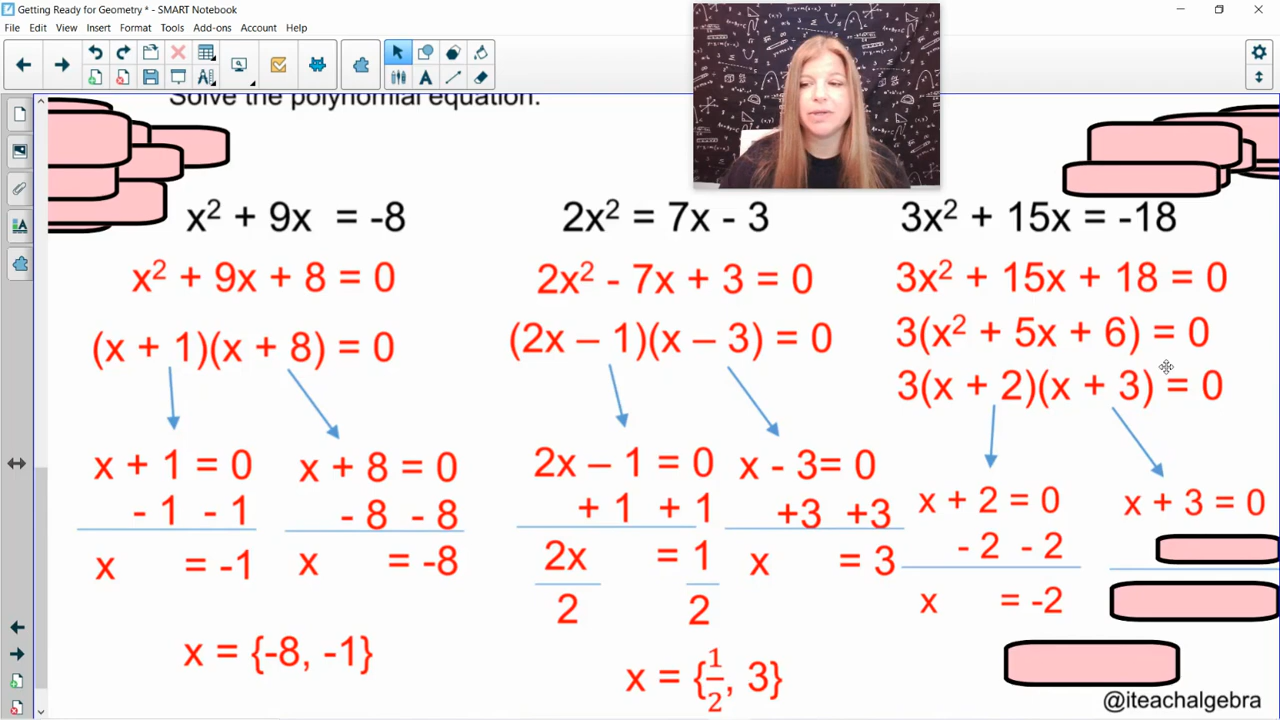 Getting Ready for Geometry * - SMART Notebook
File Edit View Insert Format Tools Add-ons Account Help
Solve the polynomial equation.
x² + 9x = -8
x² + 9x + 8 = 0
(x + 1)(x + 8) = 0
x + 1 = 0
- 1 - 1
x = -1
x + 8 = 0
- 8 - 8
x = -8
x = {-8, -1}
2x² = 7x - 3
2x² - 7x + 3 = 0
(2x – 1)(x – 3) = 0
2x – 1 = 0
+ 1 + 1
2x = 1
2 2
x - 3= 0
+3 +3
x = 3
x = {1/2, 3}
3x² + 15x = -18
3x² + 15x + 18 = 0
3(x² + 5x + 6) = 0
3(x + 2)(x + 3) = 0
x + 2 = 0
- 2 - 2
x = -2
x + 3 = 0
@iteachalgebra